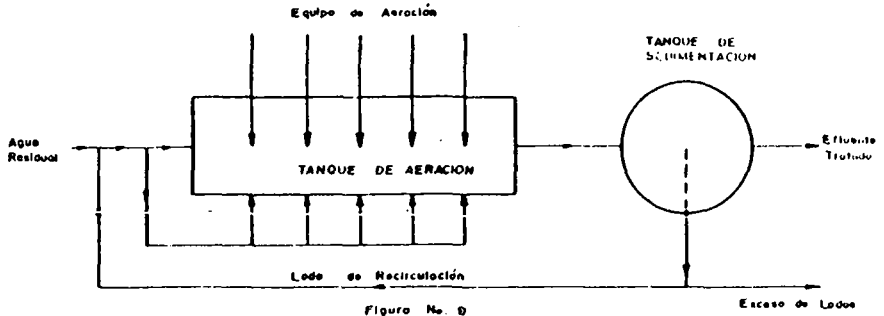 Equipo de Aeración
TANQUE DE
SEDIMENTACION
Agua
Residual
TANQUE DE AERACION
Efluente
Tratado
Lodo de Recirculación
Exceso de Lodos
Figura No. 9